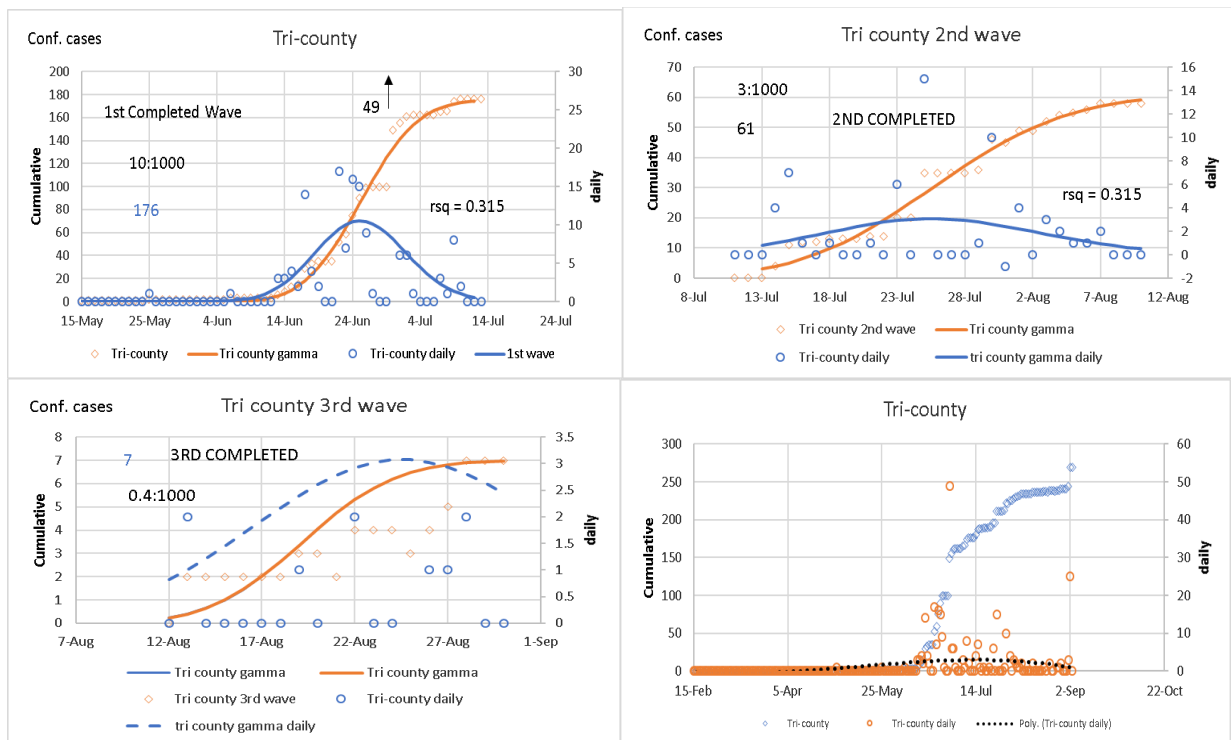 Conf. cases
Tri-county
200
180
160
140
120
100
80
60
40
20
0
Cumulative
30
25
20
15
10
5
0
daily
1st Completed Wave
49
10:1000
176
rsq = 0.315
15-May 25-May 4-Jun 14-Jun 24-Jun 4-Jul 14-Jul 24-Jul
Tri-county Tri county gamma Tri-county daily 1st wave
Conf. cases
Tri county 2nd wave
70
60
50
40
30
20
10
0
Cumulative
16
14
12
10
8
6
4
2
0
-2
daily
3:1000
61
2ND COMPLETED
rsq = 0.315
8-Jul 13-Jul 18-Jul 23-Jul 28-Jul 2-Aug 7-Aug 12-Aug
Tri county 2nd wave Tri county gamma
Tri-county daily tri county gamma daily
Conf. cases
Tri county 3rd wave
8
7
6
5
4
3
2
1
0
Cumulative
3.5
3
2.5
2
1.5
1
0.5
0
daily
7
3RD COMPLETED
0.4:1000
7-Aug 12-Aug 17-Aug 22-Aug 27-Aug 1-Sep
Tri county gamma Tri county gamma
Tri county 3rd wave Tri-county daily
tri county gamma daily
Tri-county
300
250
200
150
100
50
0
Cumulative
60
50
40
30
20
10
0
daily
15-Feb 5-Apr 25-May 14-Jul 2-Sep 22-Oct
Tri-county Tri-county daily Poly. (Tri-county daily)